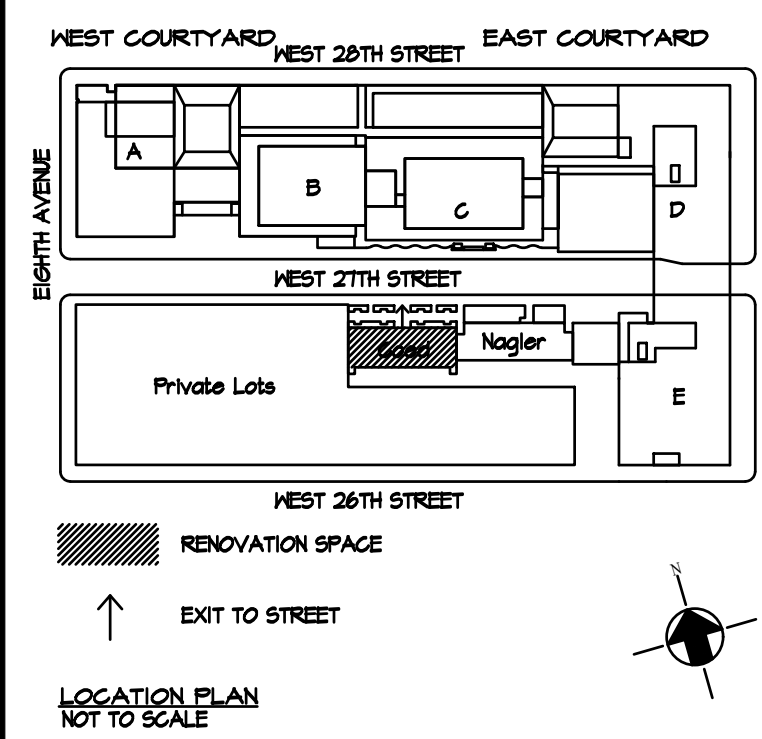 WEST COURTYARD
EAST COURTYARD
WEST 28TH STREET
EIGHTH AVENUE
A
B
C
D
WEST 27TH STREET
Coed
Nagler
Private Lots
E
WEST 26TH STREET
RENOVATION SPACE
EXIT TO STREET
N
LOCATION PLAN
NOT TO SCALE